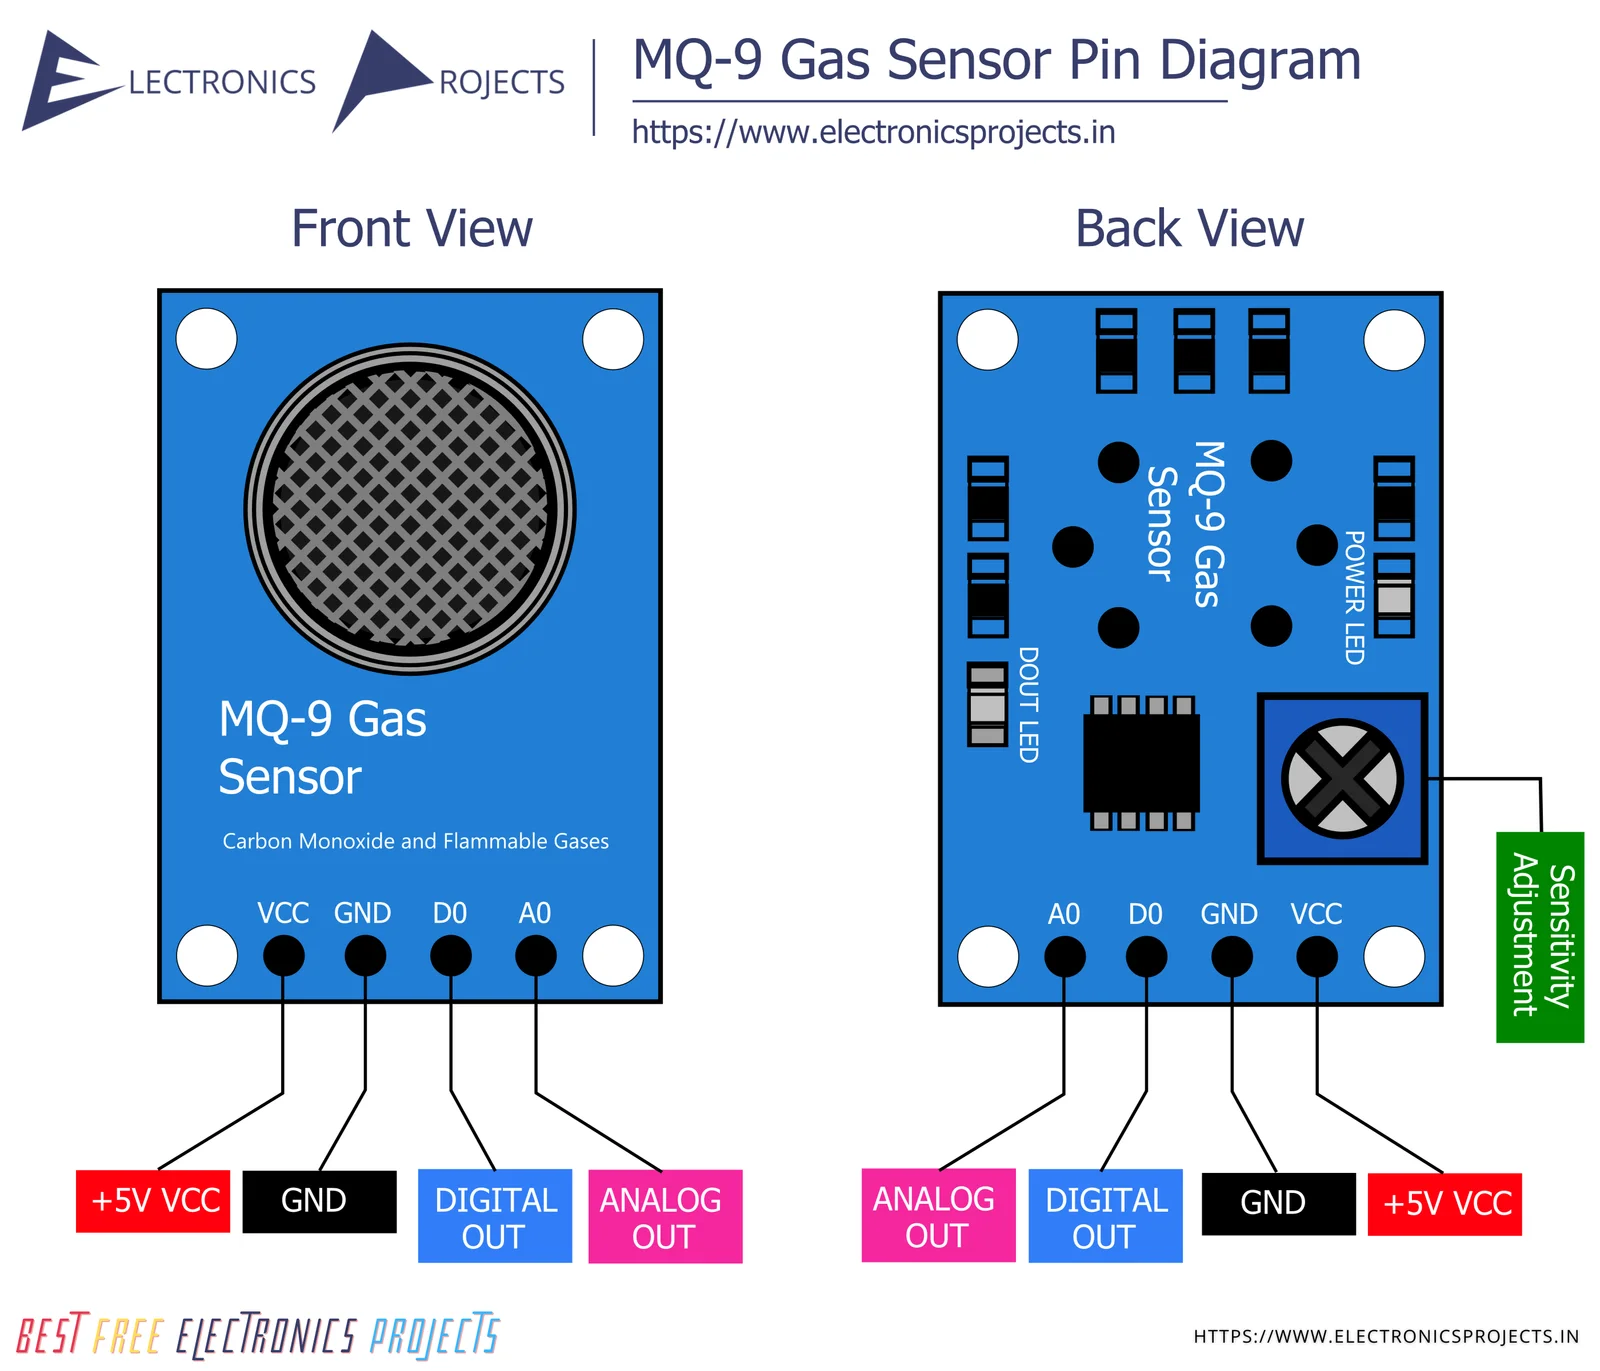 ELECTRONICS PROJECTS
MQ-9 Gas Sensor Pin Diagram
https://www.electronicsprojects.in
Front View
MQ-9 Gas
Sensor
Carbon Monoxide and Flammable Gases
VCC GND D0 A0
+5V VCC
GND
DIGITAL
OUT
ANALOG
OUT
Back View
MQ-9 Gas
Sensor
POWER LED
DOUT LED
Sensitivity
Adjustment
A0 D0 GND VCC
ANALOG
OUT
DIGITAL
OUT
GND
+5V VCC
BEST FREE ELECTRONICS PROJECTS
HTTPS://WWW.ELECTRONICSPROJECTS.IN